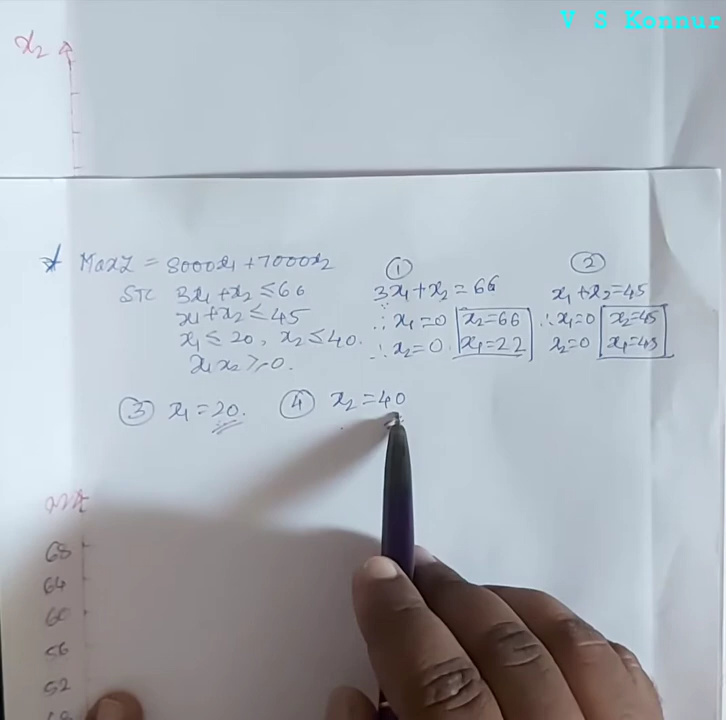 V S Konnur
x₂
* Max Z = 8000x₁ + 7000x₂
STC 3x₁ + x₂ ≤ 66
x₁ + x₂ ≤ 45
x₁ ≤ 20, x₂ ≤ 40.
x₁ x₂ ≥ 0.
①
3x₁ + x₂ = 66
∴ x₁ = 0 x₂ = 66
∴ x₂ = 0. x₁ = 22
②
x₁ + x₂ = 45
∴ x₁ = 0 x₂ = 45
x₂ = 0 x₁ = 45
③ x₁ = 20. ④ x₂ = 40
68
64
60
56
52